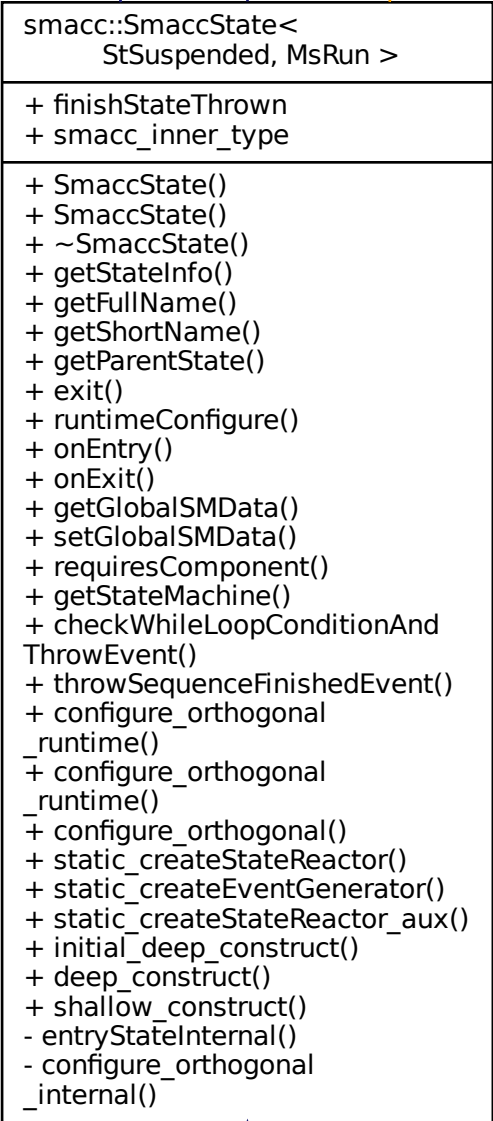 smacc::SmaccState<
StSuspended, MsRun >
+ finishStateThrown
+ smacc_inner_type
+ SmaccState()
+ SmaccState()
+ ~SmaccState()
+ getStateInfo()
+ getFullName()
+ getShortName()
+ getParentState()
+ exit()
+ runtimeConfigure()
+ onEntry()
+ onExit()
+ getGlobalSMData()
+ setGlobalSMData()
+ requiresComponent()
+ getStateMachine()
+ checkWhileLoopConditionAnd
ThrowEvent()
+ throwSequenceFinishedEvent()
+ configure_orthogonal
_runtime()
+ configure_orthogonal
_runtime()
+ configure_orthogonal()
+ static_createStateReactor()
+ static_createEventGenerator()
+ static_createStateReactor_aux()
+ initial_deep_construct()
+ deep_construct()
+ shallow_construct()
- entryStateInternal()
- configure_orthogonal
_internal()